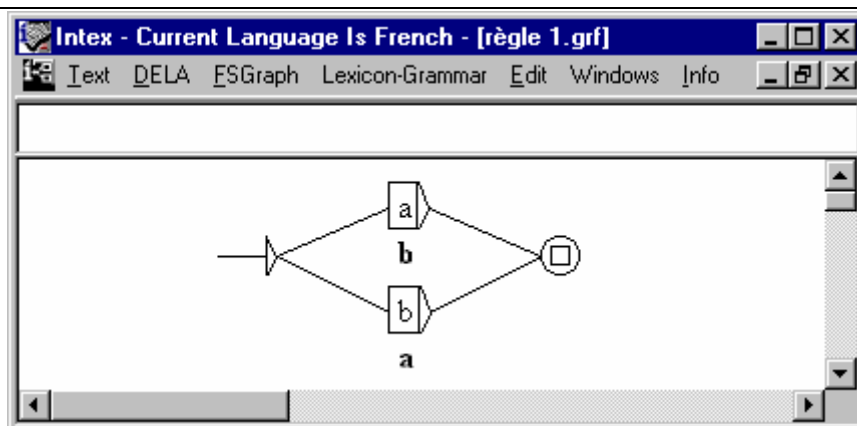 Intex - Current Language Is French - [règle 1.grf]
Text DELA FSGraph Lexicon-Grammar Edit Windows Info
a
b
b
a